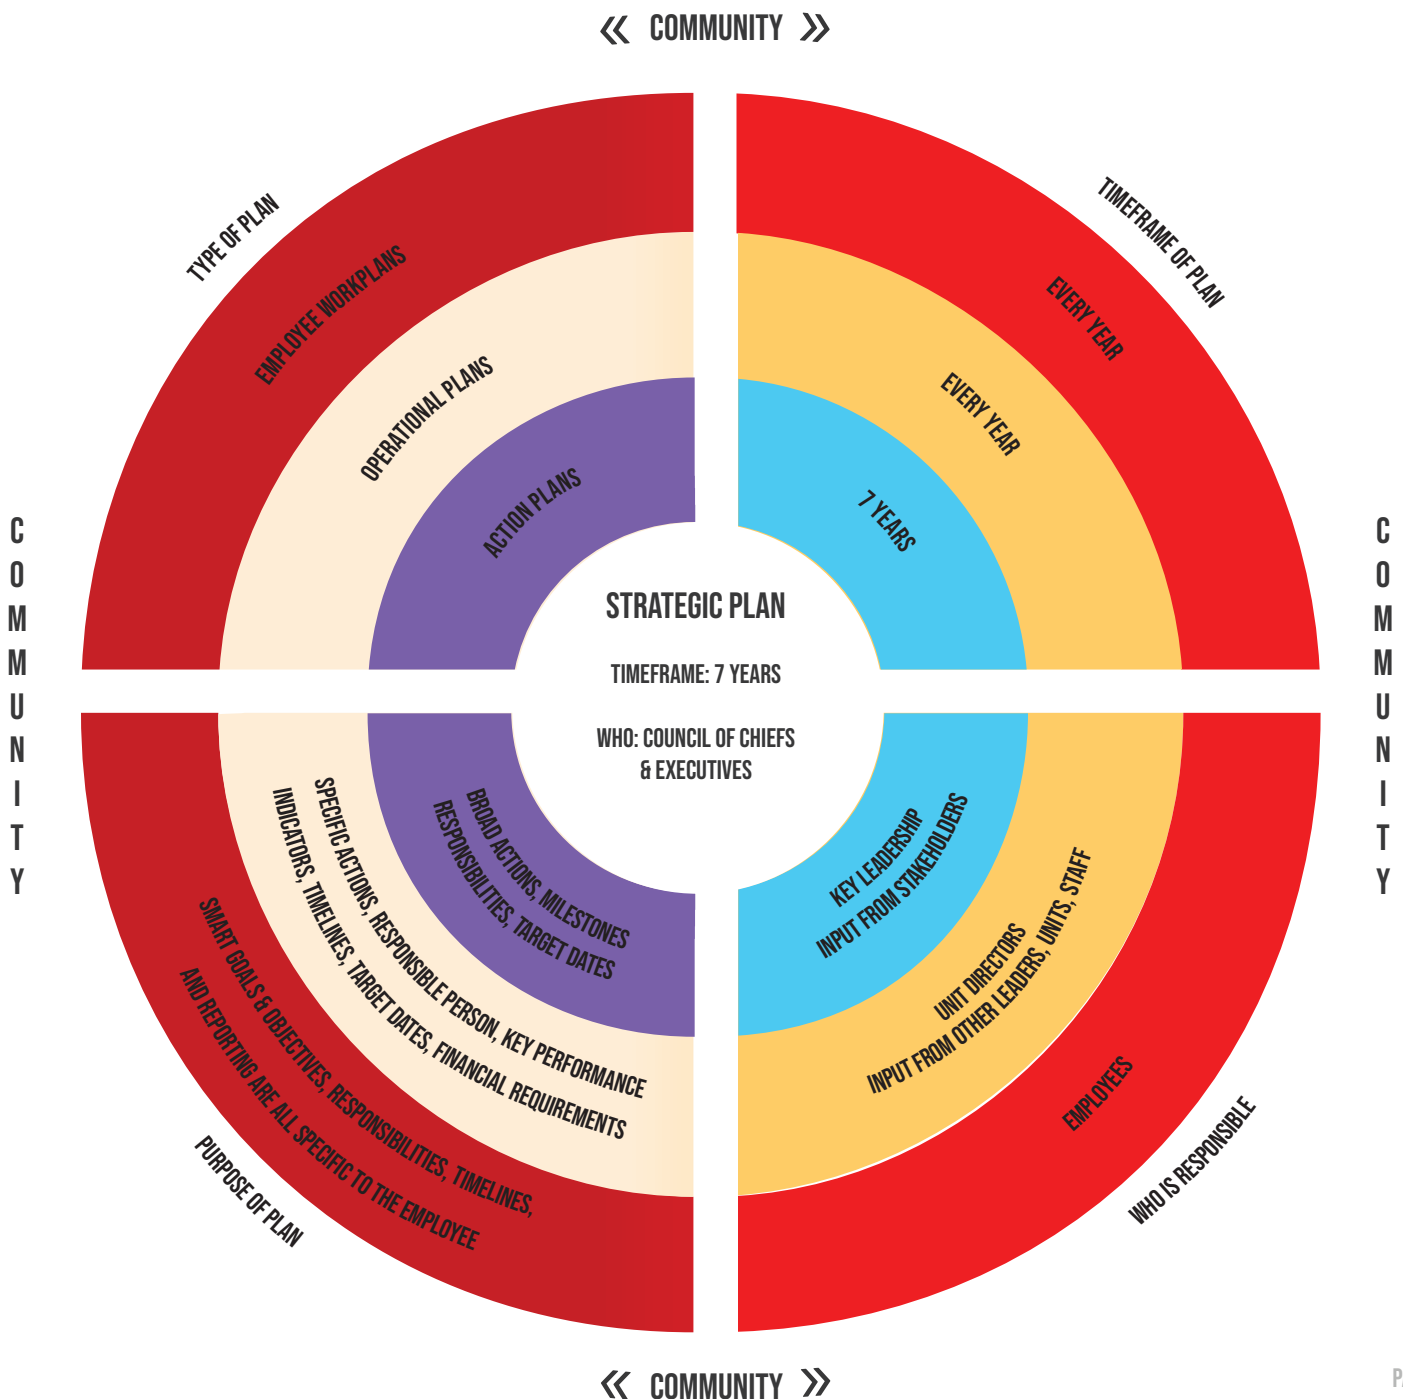 COMMUNITY
TYPE OF PLAN
EMPLOYEE WORKPLANS
OPERATIONAL PLANS
ACTION PLANS
TIMEFRAME OF PLAN
EVERY YEAR
EVERY YEAR
7 YEARS
COMMUNITY
COMMUNITY
STRATEGIC PLAN
TIMEFRAME: 7 YEARS
WHO: COUNCIL OF CHIEFS
& EXECUTIVES
BROAD ACTIONS, MILESTONES
RESPONSIBILITIES, TARGET DATES
SPECIFIC ACTIONS, RESPONSIBLE PERSON, KEY PERFORMANCE
INDICATORS, TIMELINES, TARGET DATES, FINANCIAL REQUIREMENTS
SMART GOALS & OBJECTIVES, RESPONSIBILITIES, TIMELINES,
AND REPORTING ARE ALL SPECIFIC TO THE EMPLOYEE
PURPOSE OF PLAN
KEY LEADERSHIP
INPUT FROM STAKEHOLDERS
UNIT DIRECTORS
INPUT FROM OTHER LEADERS, UNITS, STAFF
EMPLOYEES
WHO IS RESPONSIBLE
COMMUNITY